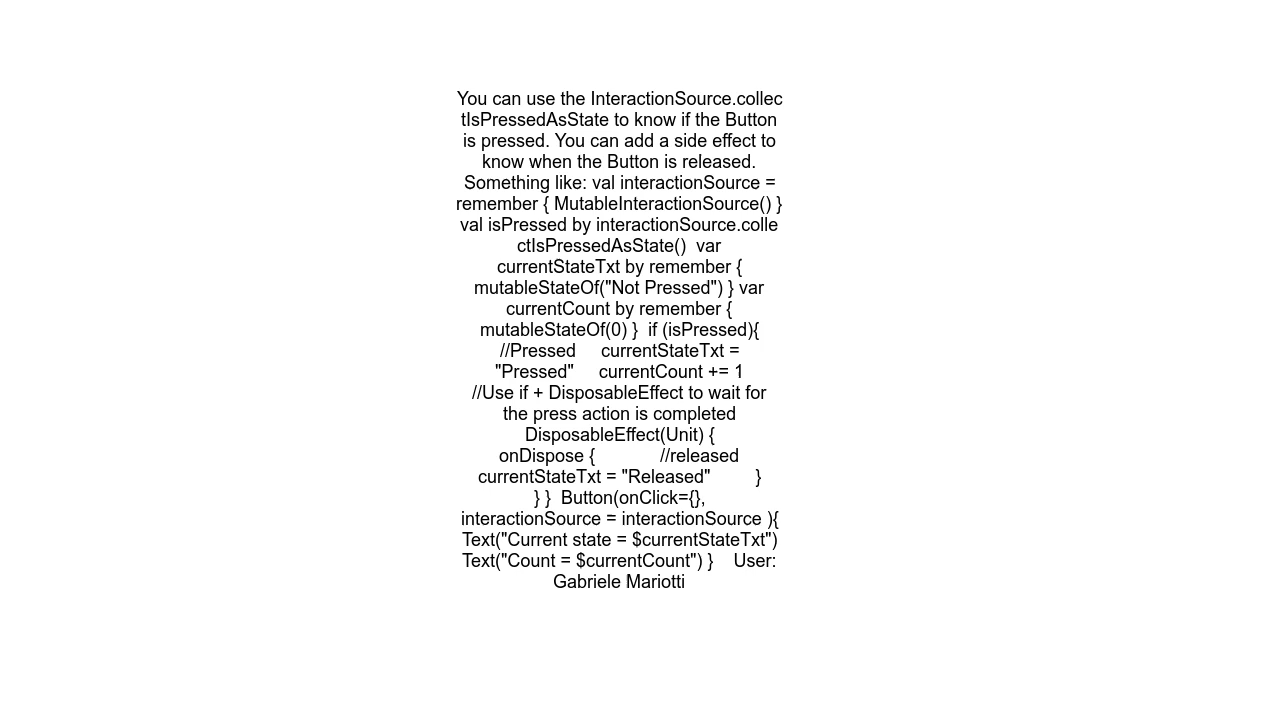 You can use the InteractionSource.collec
tIsPressedAsState to know if the Button
is pressed. You can add a side effect to
know when the Button is released.
Something like: val interactionSource =
remember { MutableInteractionSource() }
val isPressed by interactionSource.colle
ctIsPressedAsState()  var
currentStateTxt by remember {
mutableStateOf("Not Pressed") } var
currentCount by remember {
mutableStateOf(0) }  if (isPressed){
//Pressed     currentStateTxt =
"Pressed"     currentCount += 1
//Use if + DisposableEffect to wait for
the press action is completed
DisposableEffect(Unit) {
onDispose {             //released
currentStateTxt = "Released"         }
} }  Button(onClick={},
interactionSource = interactionSource ){
Text("Current state = $currentStateTxt")
Text("Count = $currentCount") }    User:
Gabriele Mariotti